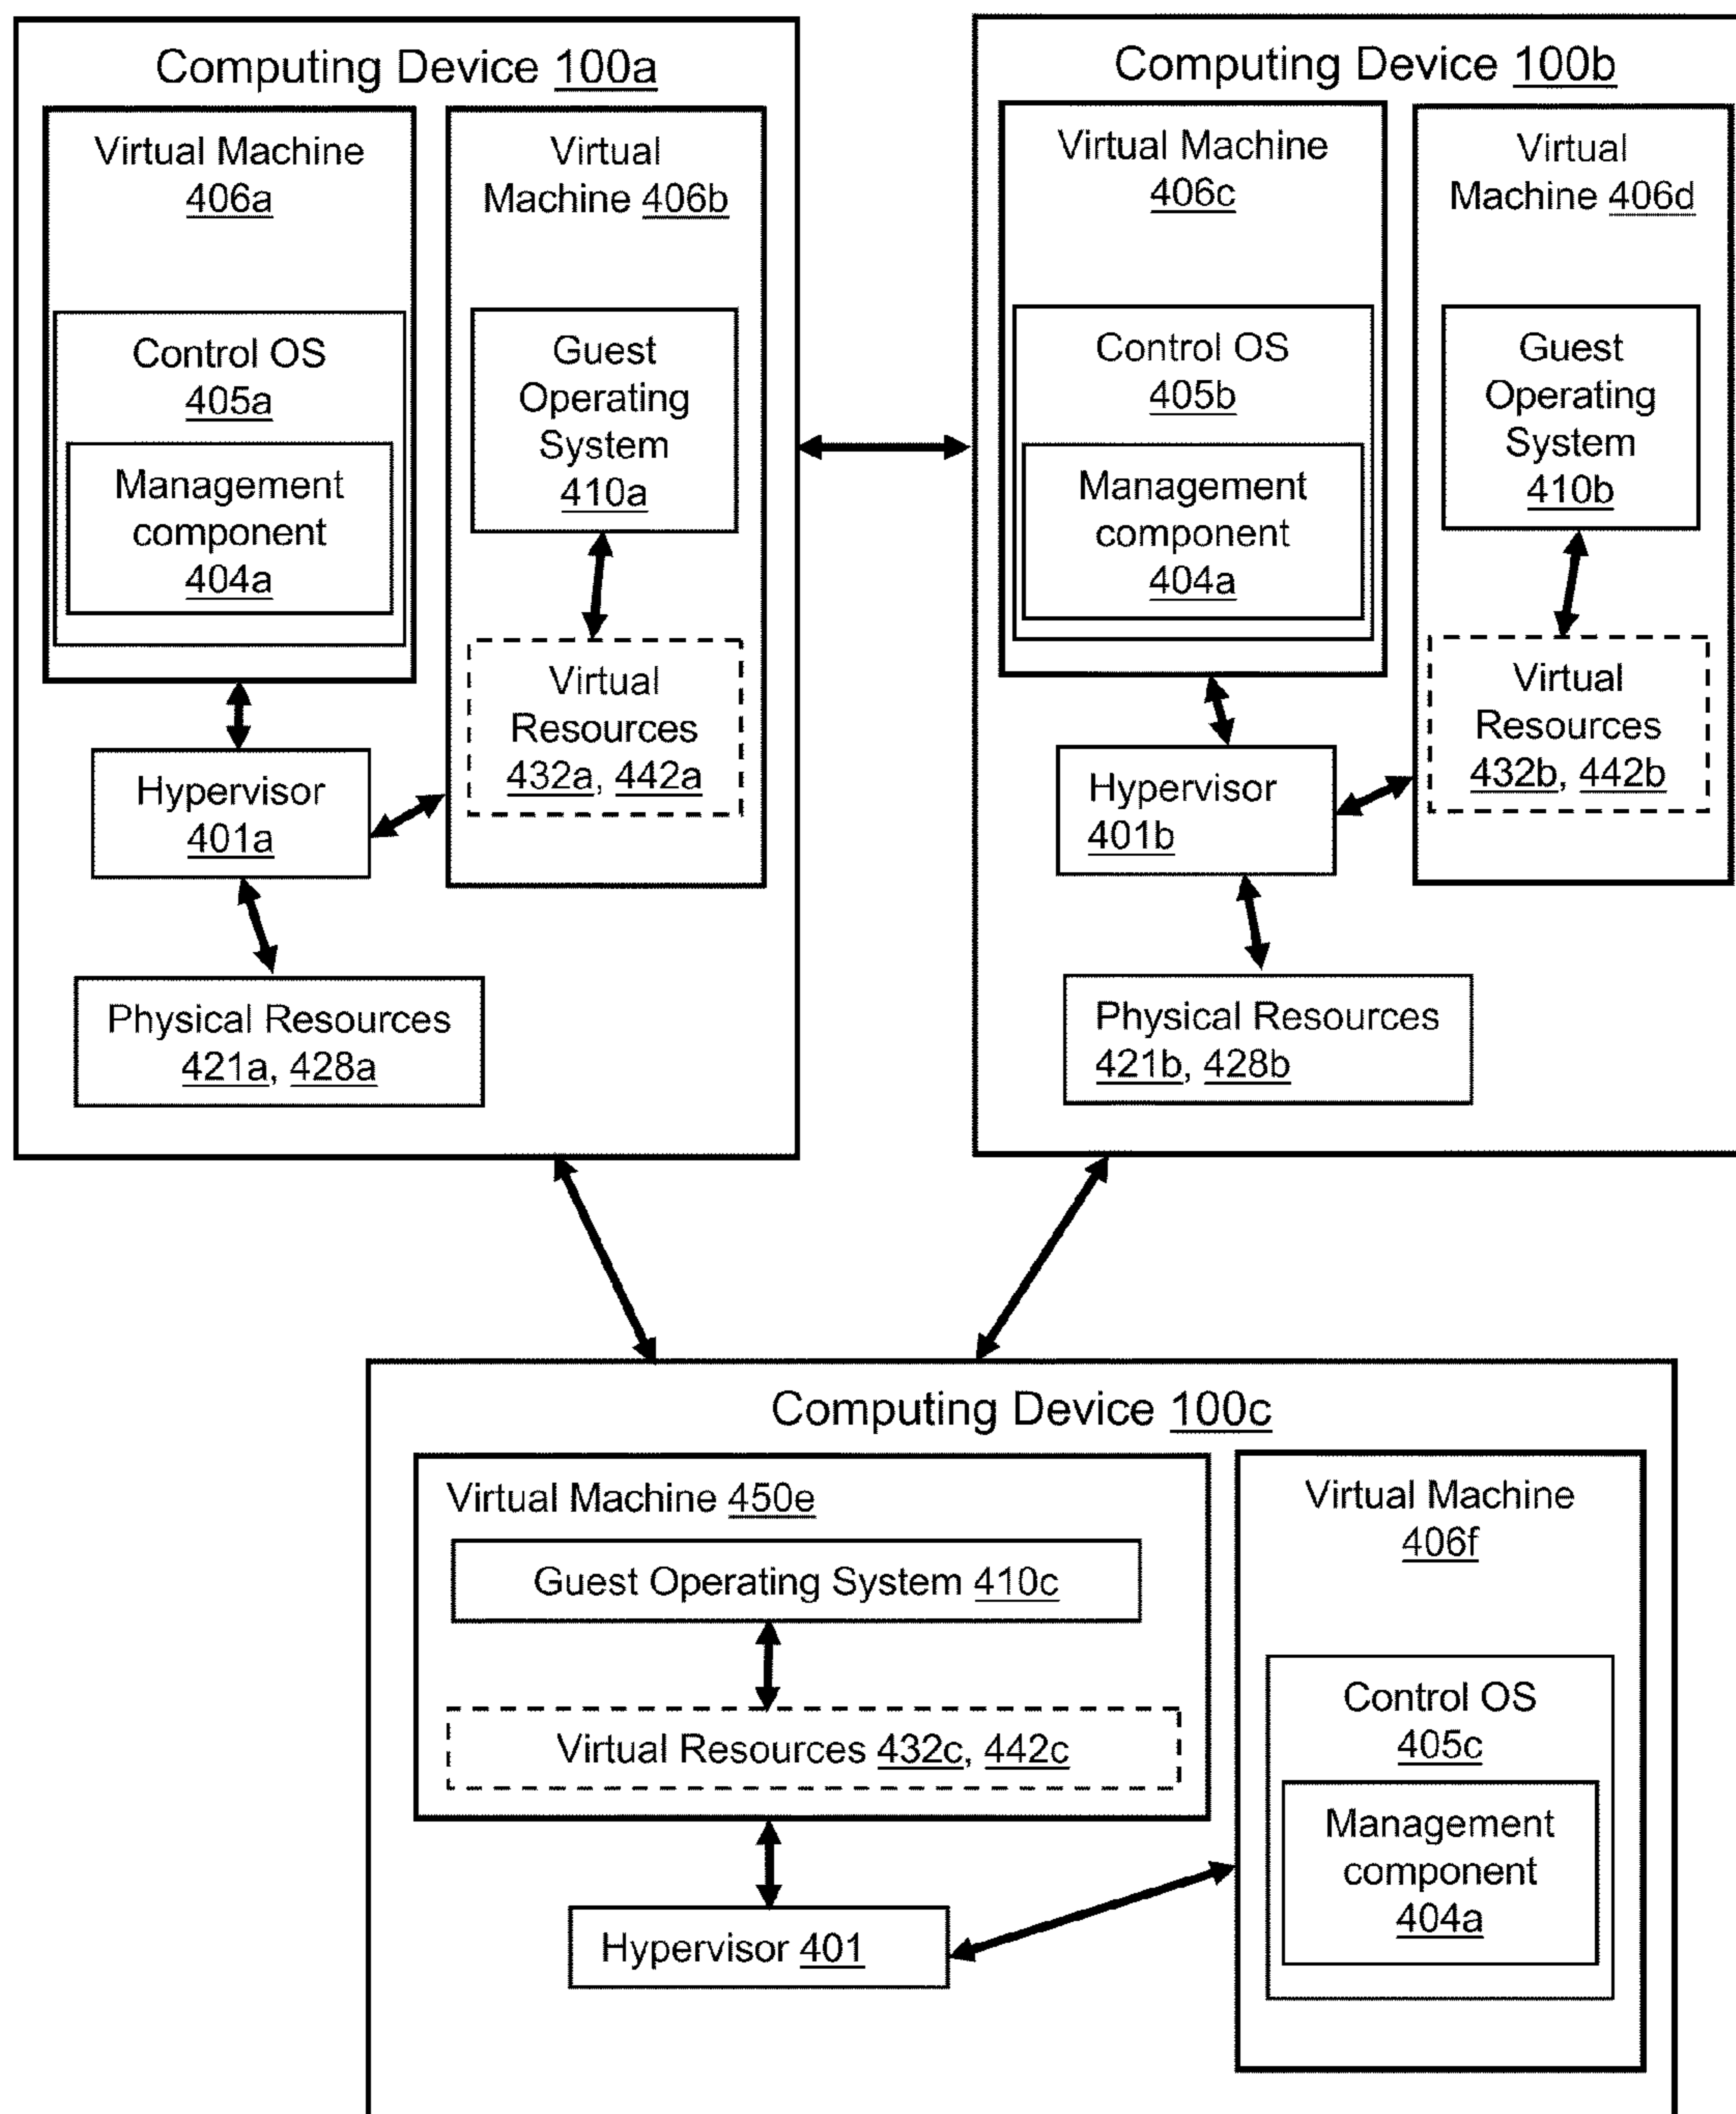 Computing Device 100a
Virtual Machine
406a
Control OS
405a
Management
component
404a
Virtual
Machine 406b
Guest
Operating
System
410a
Virtual
Resources
432a, 442a
Hypervisor
401a
Physical Resources
421a, 428a
Computing Device 100b
Virtual Machine
406c
Control OS
405b
Management
component
404a
Virtual
Machine 406d
Guest
Operating
System
410b
Virtual
Resources
432b, 442b
Hypervisor
401b
Physical Resources
421b, 428b
Computing Device 100c
Virtual Machine 450e
Guest Operating System 410c
Virtual Resources 432c, 442c
Hypervisor 401
Virtual Machine
406f
Control OS
405c
Management
component
404a